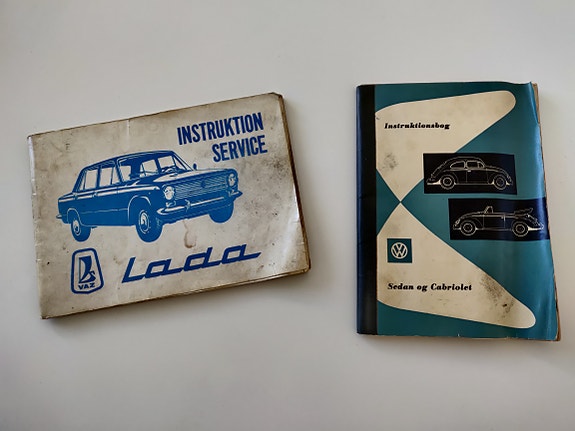 INSTRUKTION
SERVICE
VAZ
Lada
Instruktionsbog
VW
Sedan og Cabriolet